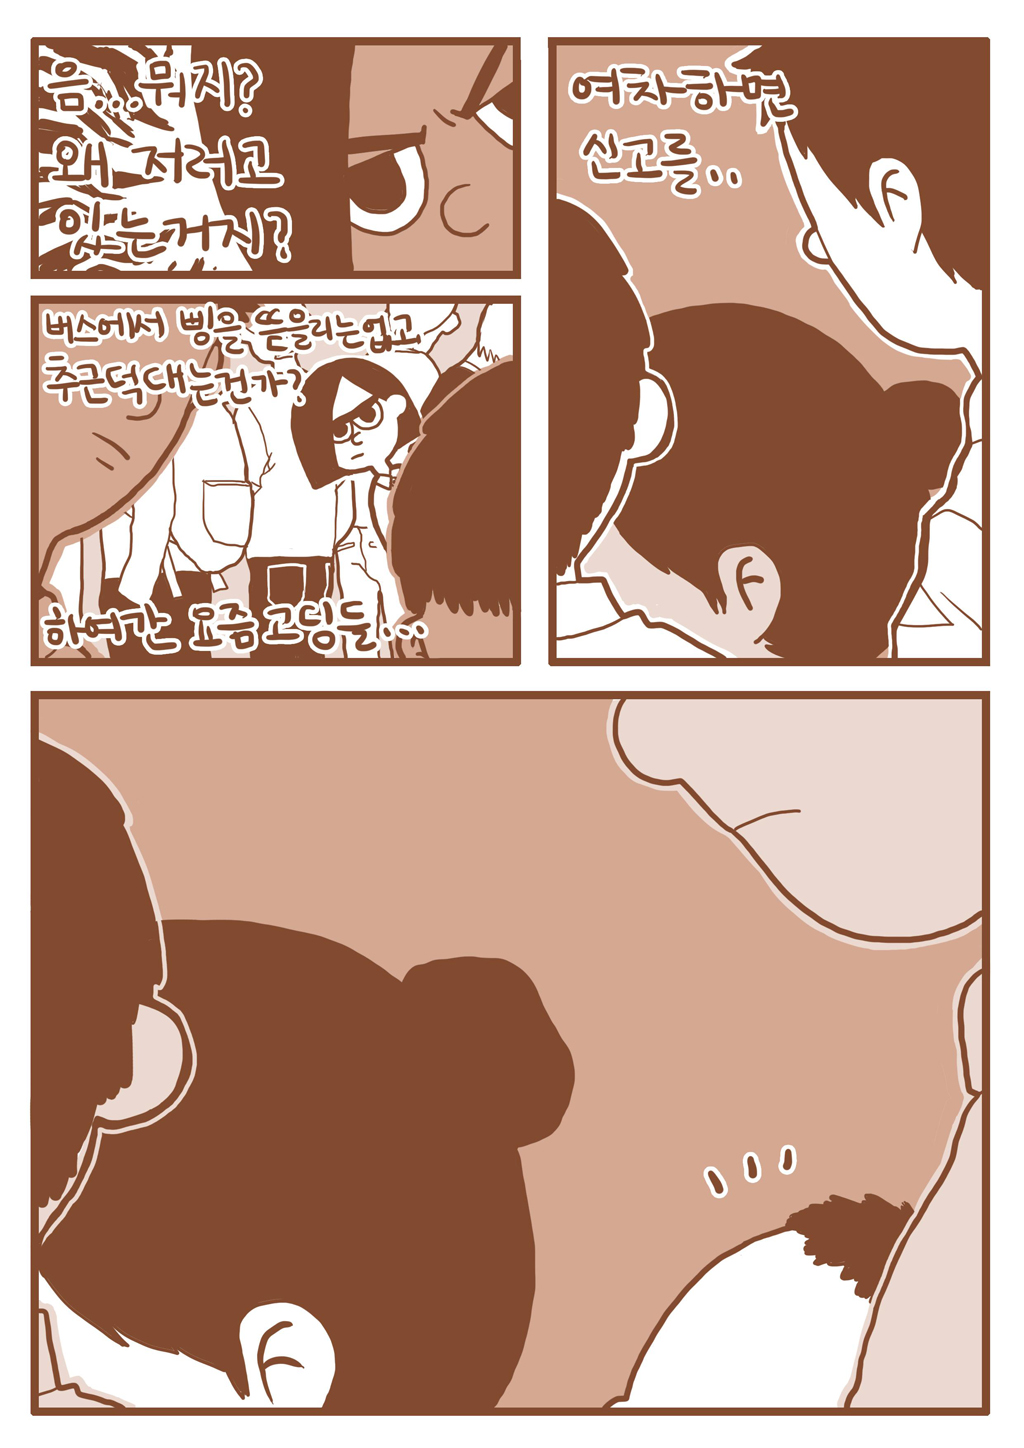 음...뭐지?
왜 저러고
있는거지?
버스에서 삥을 뜯을리는없고
추근덕대는건가?
하여간 요즘고딩들...
여차하면
신고를..